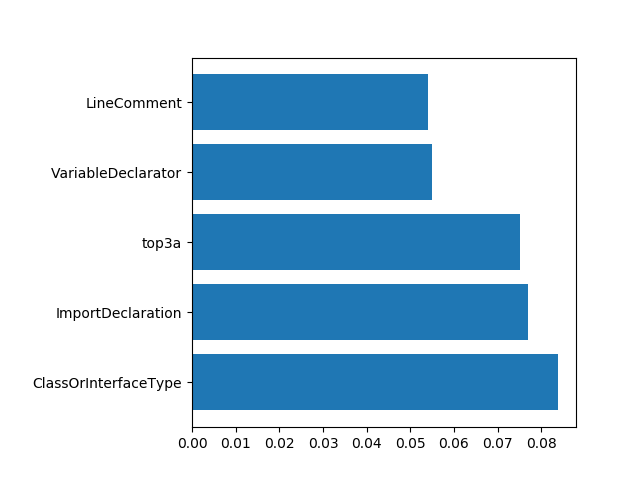 LineComment
VariableDeclarator
top3a
ImportDeclaration
ClassOrInterfaceType
0.00 0.01 0.02 0.03 0.04 0.05 0.06 0.07 0.08